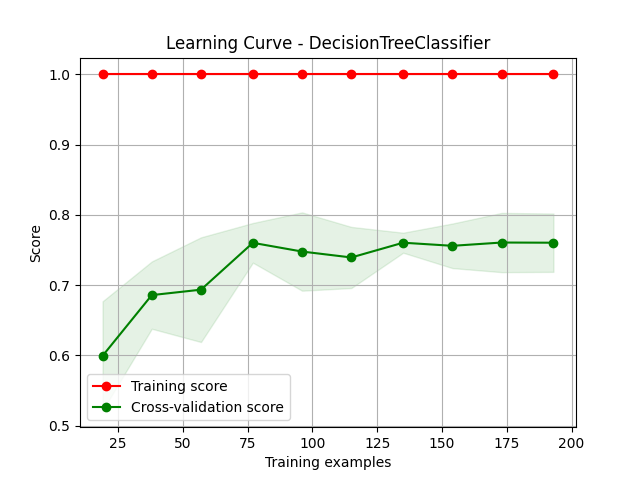 Learning Curve - DecisionTreeClassifier
1.0
0.9
0.8
0.7
0.6
0.5
Score
Training score
Cross-validation score
25 50 75 100 125 150 175 200
Training examples